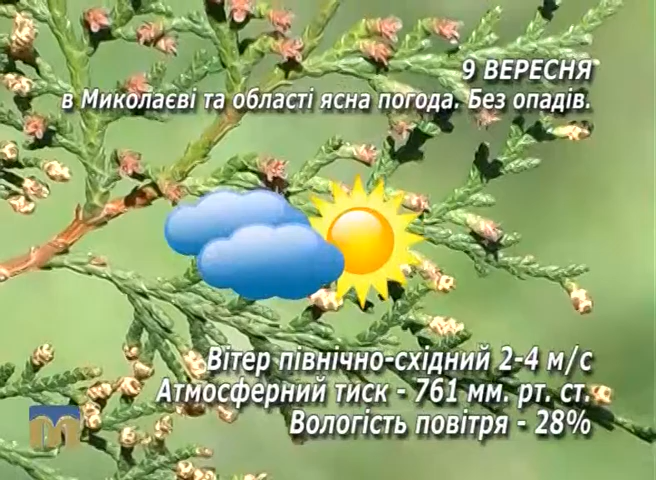 9 ВЕРЕСНЯ
в Миколаєві та області ясна погода. Без опадів.
Вітер північно-східний 2-4 м/с
Атмосферний тиск - 761 мм. рт. ст.
Вологість повітря - 28%